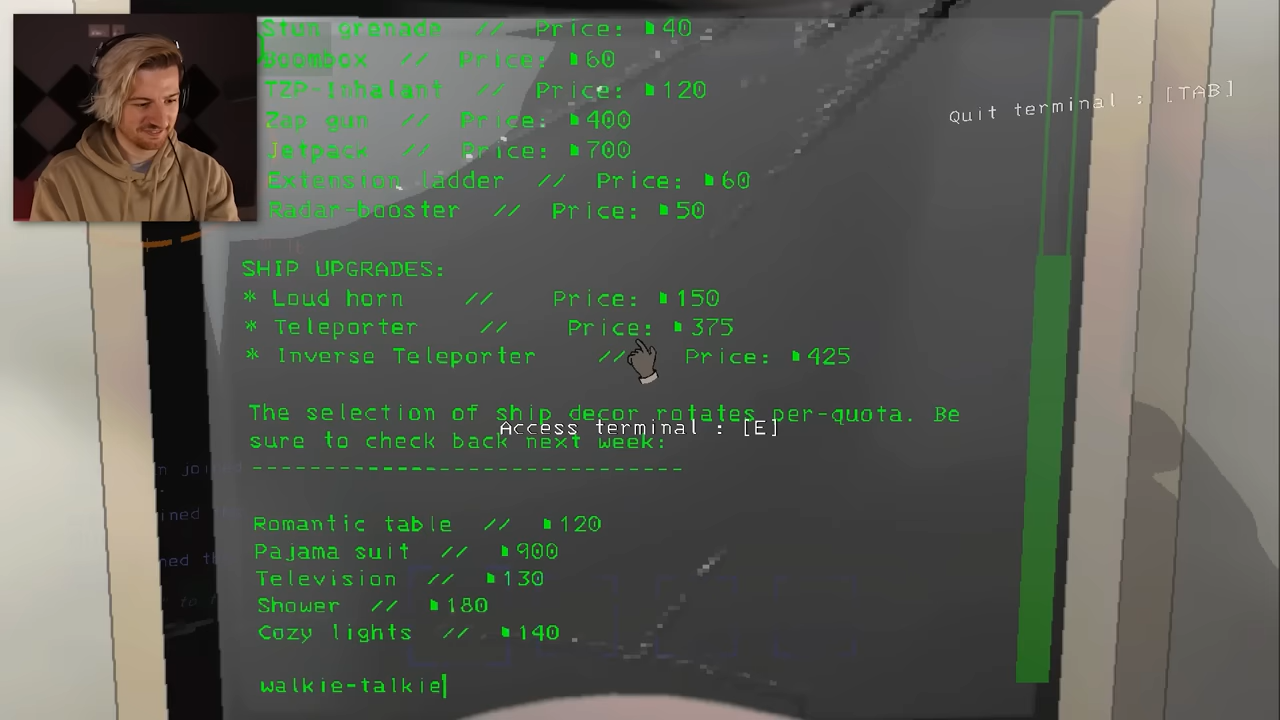 Stun grenade // Price: 40
Boombox // Price: 60
TZP-Inhalant // Price: 120
Quit terminal : [TAB]
Zap gun // Price: 400
Jetpack // Price: 700
Extension ladder // Price: 60
Radar-booster // Price: 50
SHIP UPGRADES:
* Loud horn // Price: 150
* Teleporter // Price: 375
* Inverse Teleporter // Price: 425
The selection of ship decor rotates per-quota. Be
Access terminal : [E]
sure to check back next week:
--------------------------------
Romantic table // 120
Pajama suit // 900
Television // 130
Shower // 180
Cozy lights // 140
walkie-talkie